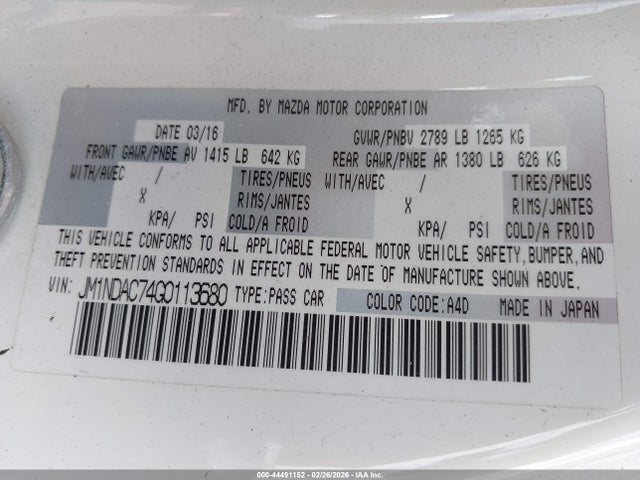 MFD. BY MAZDA MOTOR CORPORATION
DATE 03/16 GVWR/PNBV 2789 LB 1265 KG
FRONT GAWR/PNBE AV 1415 LB 642 KG REAR GAWR/PNBE AR 1380 LB 626 KG
WITH/AVEC / TIRES/PNEUS WITH/AVEC / TIRES/PNEUS
X RIMS/JANTES X RIMS/JANTES
KPA/ PSI COLD/A FROID KPA/ PSI COLD/A FROID
THIS VEHICLE CONFORMS TO ALL APPLICABLE FEDERAL MOTOR VEHICLE SAFETY, BUMPER, AND
THEFT PREVENTION STANDARDS IN EFFECT ON THE DATE OF MANUFACTURE SHOWN ABOVE.
VIN: JM1NDAC74G0113680 TYPE: PASS CAR COLOR CODE: A4D MADE IN JAPAN
000-44491152 - 02/26/2026 - IAA Inc.